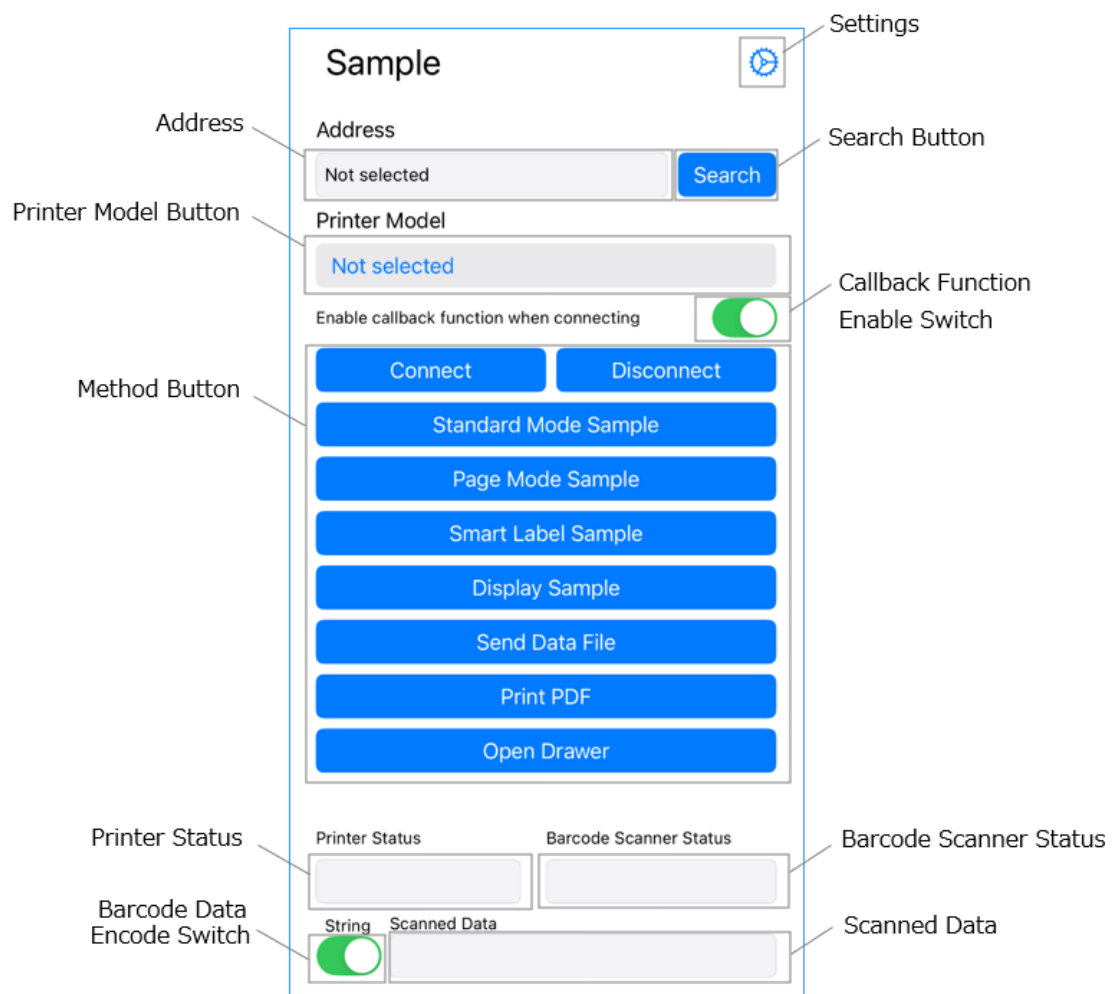 Settings
Sample
Address
Address
Search Button
Not selected
Search
Printer Model Button
Printer Model
Not selected
Callback Function
Enable Switch
Enable callback function when connecting
Method Button
Connect
Disconnect
Standard Mode Sample
Page Mode Sample
Smart Label Sample
Display Sample
Send Data File
Print PDF
Open Drawer
Printer Status
Printer Status
Barcode Scanner Status
Barcode Scanner Status
Barcode Data
Encode Switch
String
Scanned Data
Scanned Data